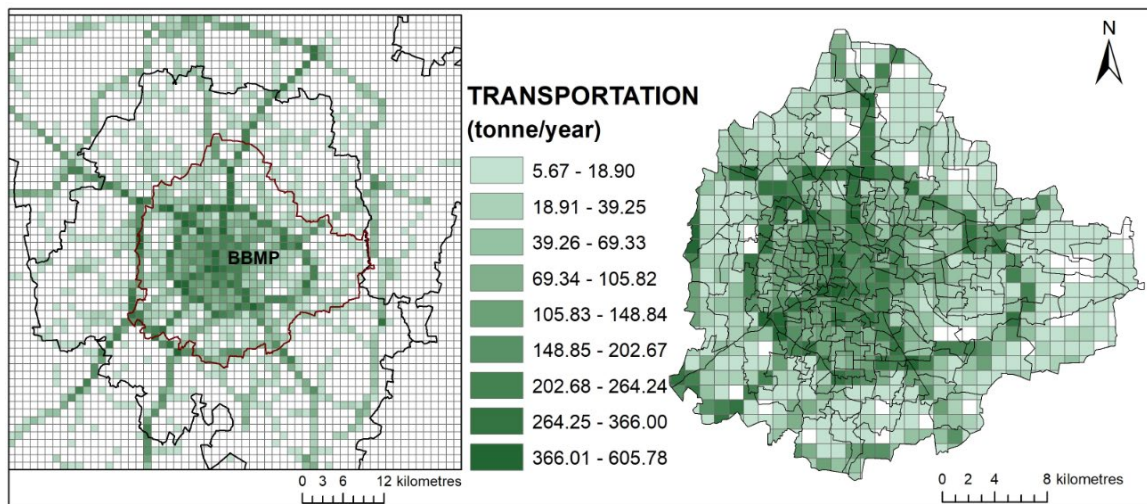 BBMP
0 3 6 12 kilometres
TRANSPORTATION
(tonne/year)
5.67 - 18.90
18.91 - 39.25
39.26 - 69.33
69.34 - 105.82
105.83 - 148.84
148.85 - 202.67
202.68 - 264.24
264.25 - 366.00
366.01 - 605.78
N
0 2 4 8 kilometres